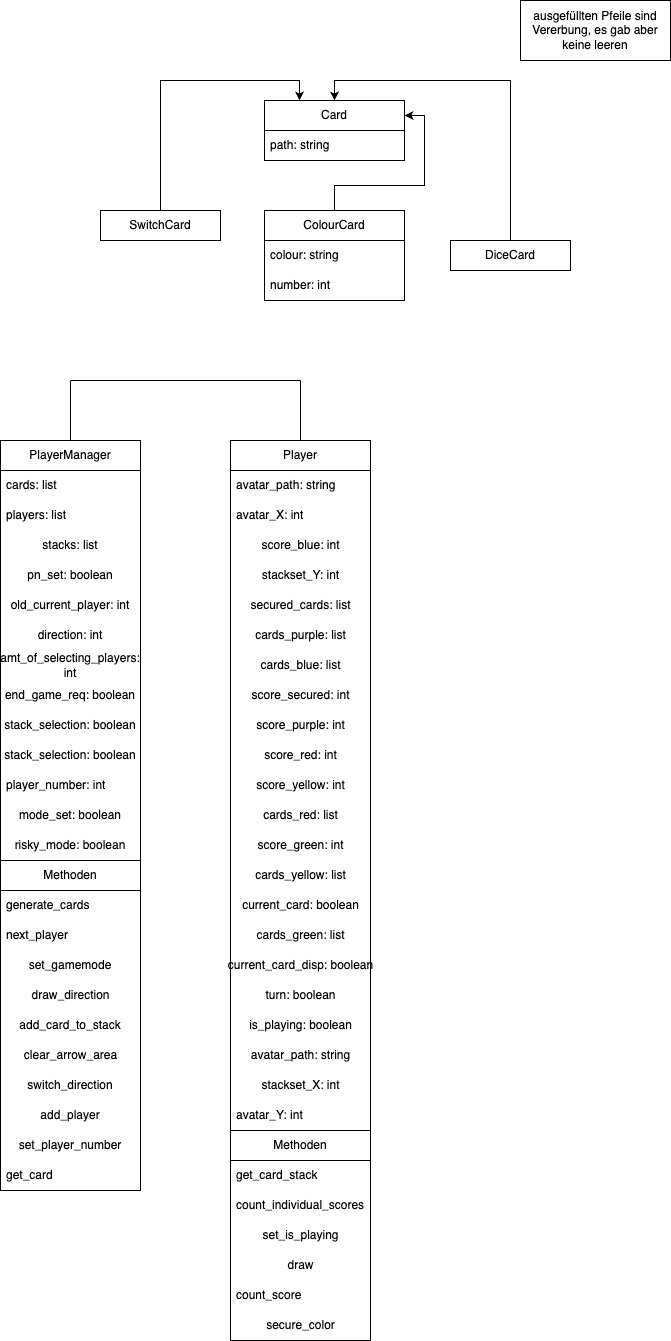 ausgefüllten Pfeile sind
Vererbung, es gab aber
keine leeren
Card
path: string
SwitchCard
ColourCard
colour: string
number: int
DiceCard
PlayerManager
cards: list
players: list
stacks: list
pn_set: boolean
old_current_player: int
direction: int
amt_of_selecting_players:
int
end_game_req: boolean
stack_selection: boolean
stack_selection: boolean
player_number: int
mode_set: boolean
risky_mode: boolean
Methoden
generate_cards
next_player
set_gamemode
draw_direction
add_card_to_stack
clear_arrow_area
switch_direction
add_player
set_player_number
get_card
Player
avatar_path: string
avatar_X: int
score_blue: int
stackset_Y: int
secured_cards: list
cards_purple: list
cards_blue: list
score_secured: int
score_purple: int
score_red: int
score_yellow: int
cards_red: list
score_green: int
cards_yellow: list
current_card: boolean
cards_green: list
current_card_disp: boolean
turn: boolean
is_playing: boolean
avatar_path: string
stackset_X: int
avatar_Y: int
Methoden
get_card_stack
count_individual_scores
set_is_playing
draw
count_score
secure_color